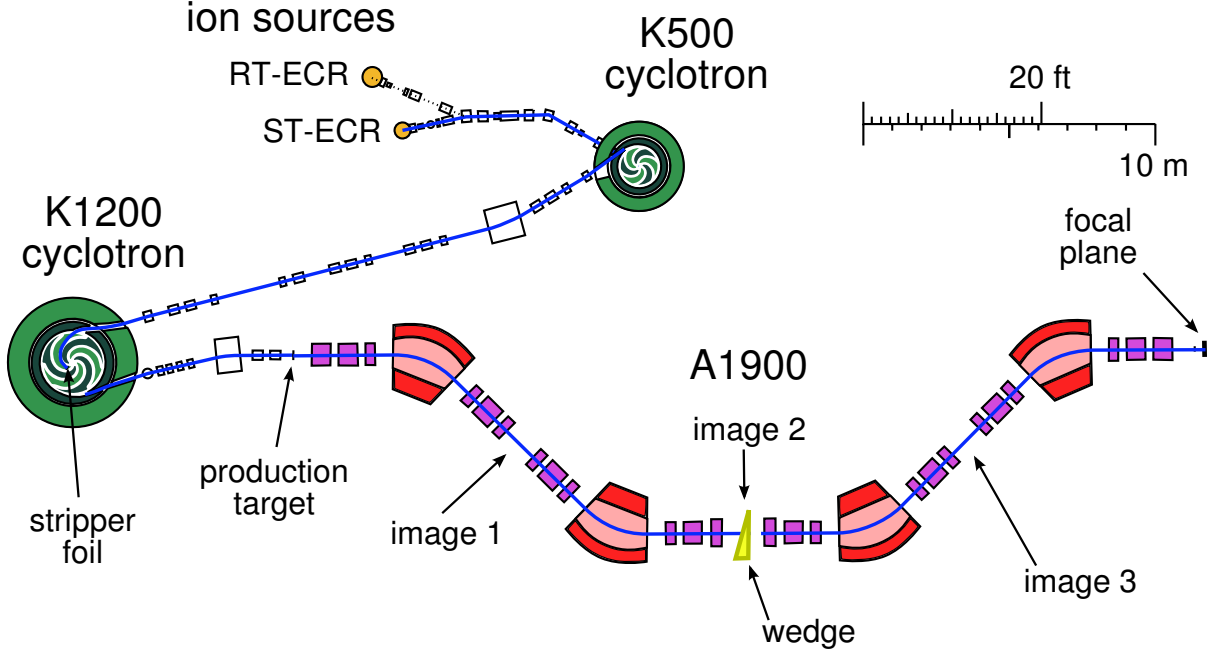 ion sources
RT-ECR
ST-ECR
K500
cyclotron
20 ft
10 m
K1200
cyclotron
focal
plane
A1900
image 2
production
target
stripper
foil
image 1
image 3
wedge